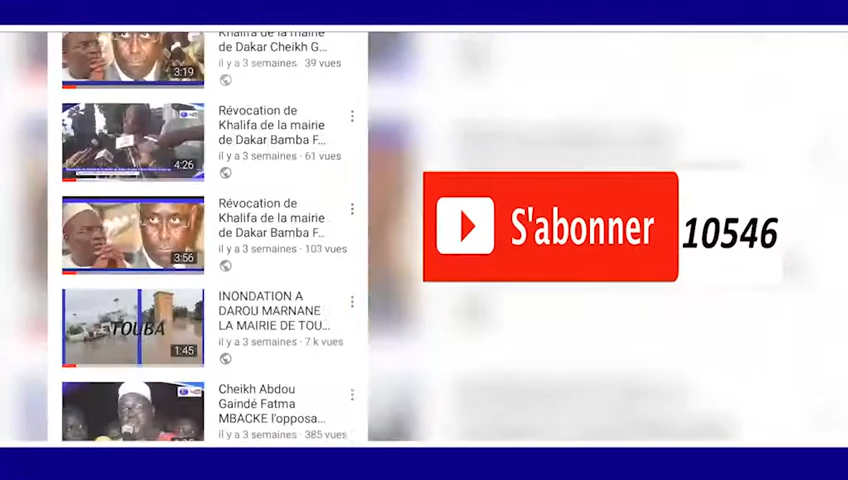 Khalifa de la mairie
de Dakar Cheikh G...
il y a 3 semaines · 39 vues
3:19
Révocation de
Khalifa de la mairie
de Dakar Bamba F...
il y a 3 semaines · 61 vues
4:26
Révocation de
Khalifa de la mairie
de Dakar Bamba F...
il y a 3 semaines · 103 vues
3:56
INONDATION A
DAROU MARNANE
LA MAIRIE DE TOU...
il y a 3 semaines · 7 k vues
TOUBA
1:45
Cheikh Abdou
Gaindé Fatma
MBACKE l'opposa...
il y a 3 semaines · 385 vues
S'abonner
10546